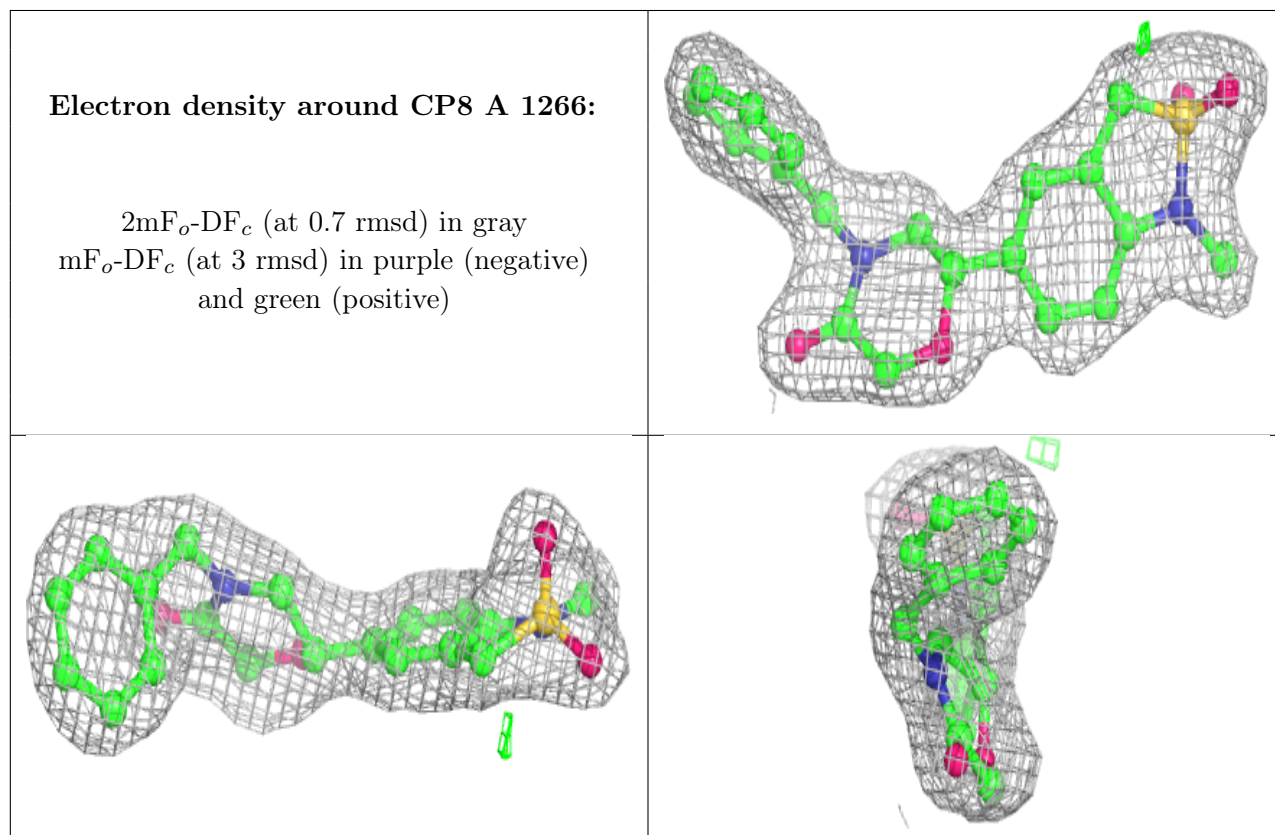 Electron density around CP8 A 1266:
2mFo-DFc (at 0.7 rmsd) in gray
mFo-DFc (at 3 rmsd) in purple (negative)
and green (positive)